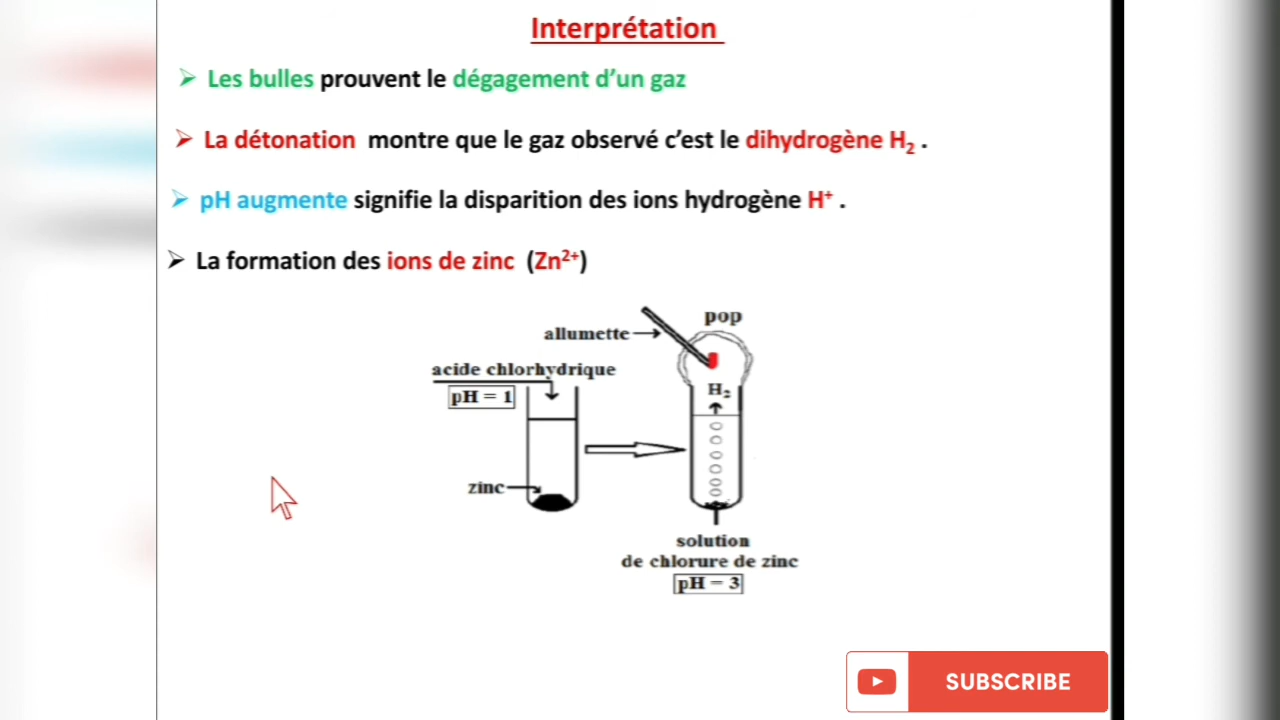 Interprétation
➢ Les bulles prouvent le dégagement d’un gaz
➢ La détonation montre que le gaz observé c’est le dihydrogène H₂ .
➢ pH augmente signifie la disparition des ions hydrogène H⁺ .
➢ La formation des ions de zinc (Zn²⁺)
pop
allumette
acide chlorhydrique
pH = 1
H₂
zinc
solution
de chlorure de zinc
pH = 3
SUBSCRIBE